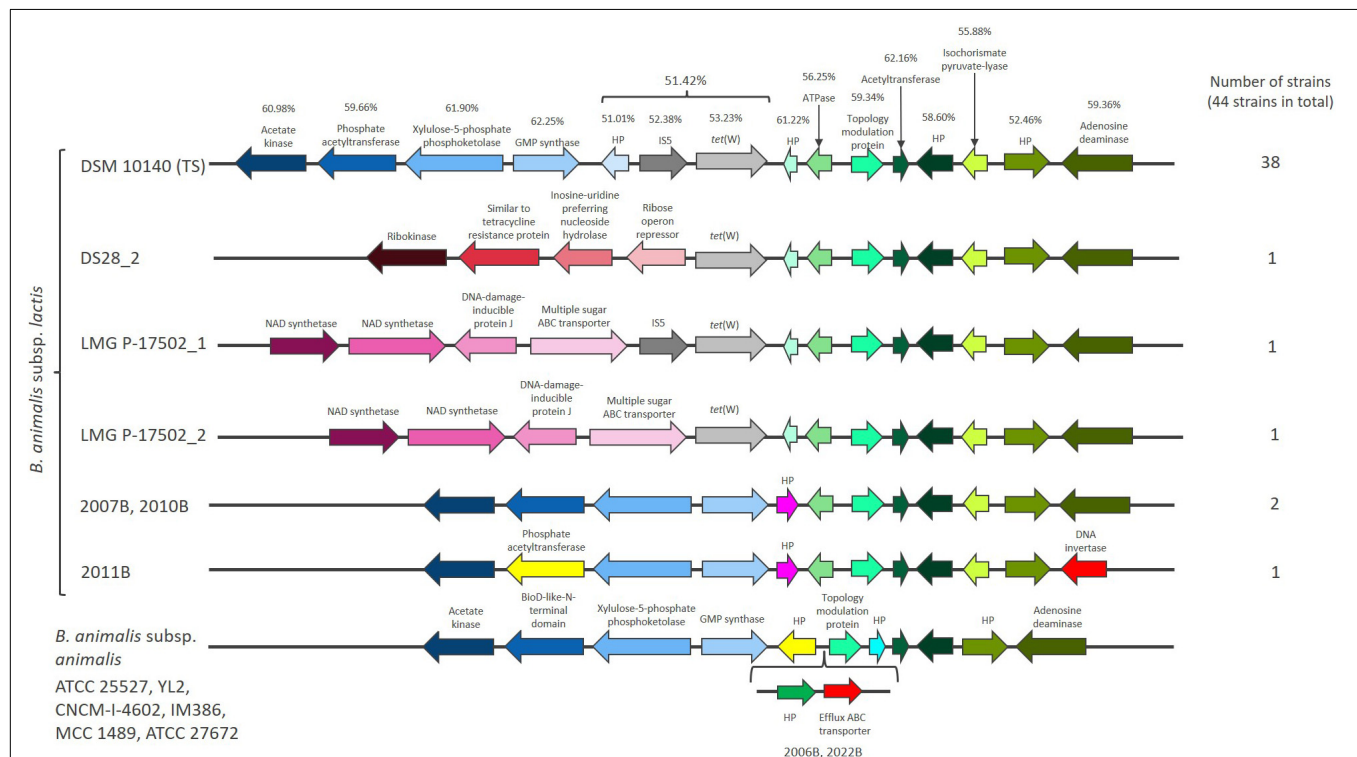 55.88%
Isochorismate
pyruvate-lyase
62.16%
Acetyltransferase
56.25%
ATPase
51.42%
Number of strains
(44 strains in total)
60.98%
Acetate
kinase
59.66%
Phosphate
acetyltransferase
61.90%
Xylulose-5-phosphate
phosphoketolase
62.25%
GMP synthase
51.01%
HP
52.38%
IS5
53.23%
tet(W)
61.22%
HP
59.34%
Topology
modulation
protein
58.60%
HP
52.46%
HP
59.36%
Adenosine
deaminase
B. animalis subsp. lactis
DSM 10140 (TS)
38
Ribokinase
Similar to
tetracycline
resistance protein
Inosine-uridine
preferring
nucleoside
hydrolase
Ribose
operon
repressor
tet(W)
DS28_2
1
NAD synthetase
NAD synthetase
DNA-damage-
inducible
protein J
Multiple sugar
ABC transporter
IS5
tet(W)
LMG P-17502_1
1
NAD synthetase
NAD synthetase
DNA-damage-
inducible
protein J
Multiple sugar
ABC transporter
tet(W)
LMG P-17502_2
1
HP
2007B, 2010B
2
Phosphate
acetyltransferase
HP
DNA
invertase
2011B
1
Acetate
kinase
BioD-like-N-
terminal
domain
Xylulose-5-phosphate
phosphoketolase
GMP synthase
HP
Topology
modulation
protein
HP
HP
Adenosine
deaminase
B. animalis subsp.
animalis
ATCC 25527, YL2,
CNCM-I-4602, IM386,
MCC 1489, ATCC 27672
HP
Efflux ABC
transporter
2006B, 2022B